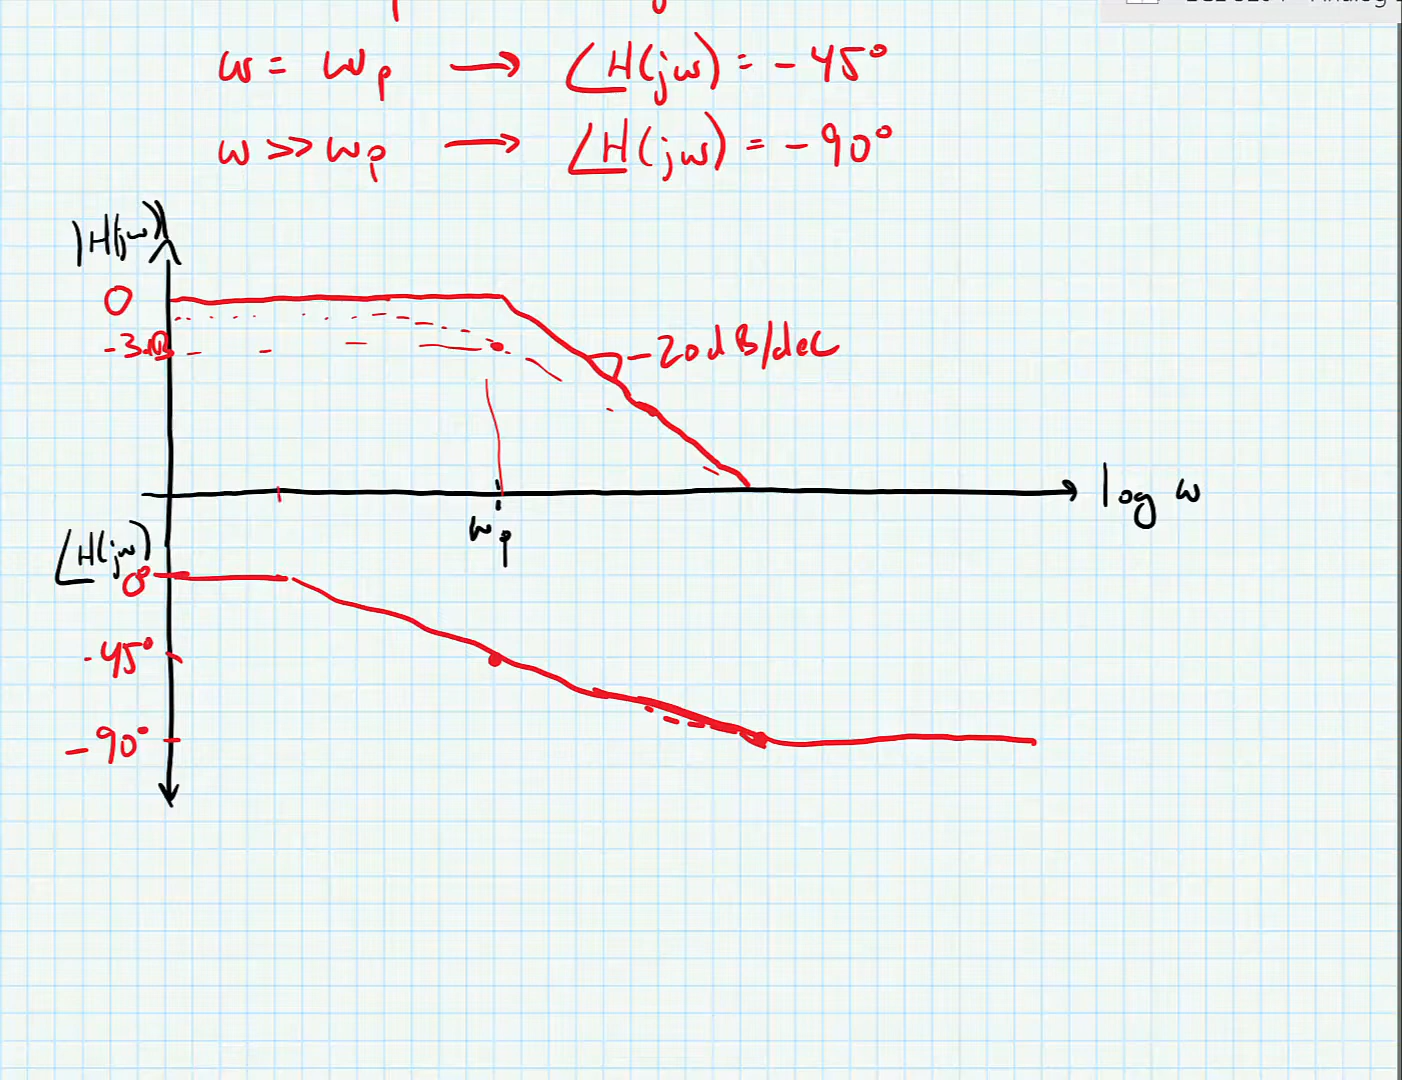 ω = ωp → ∠H(jω) = -45°
ω >> ωp → ∠H(jω) = -90°
|H(jω)|
0
-3dB
-20dB/dec
log ω
ωp
∠H(jω)
0°
-45°
-90°